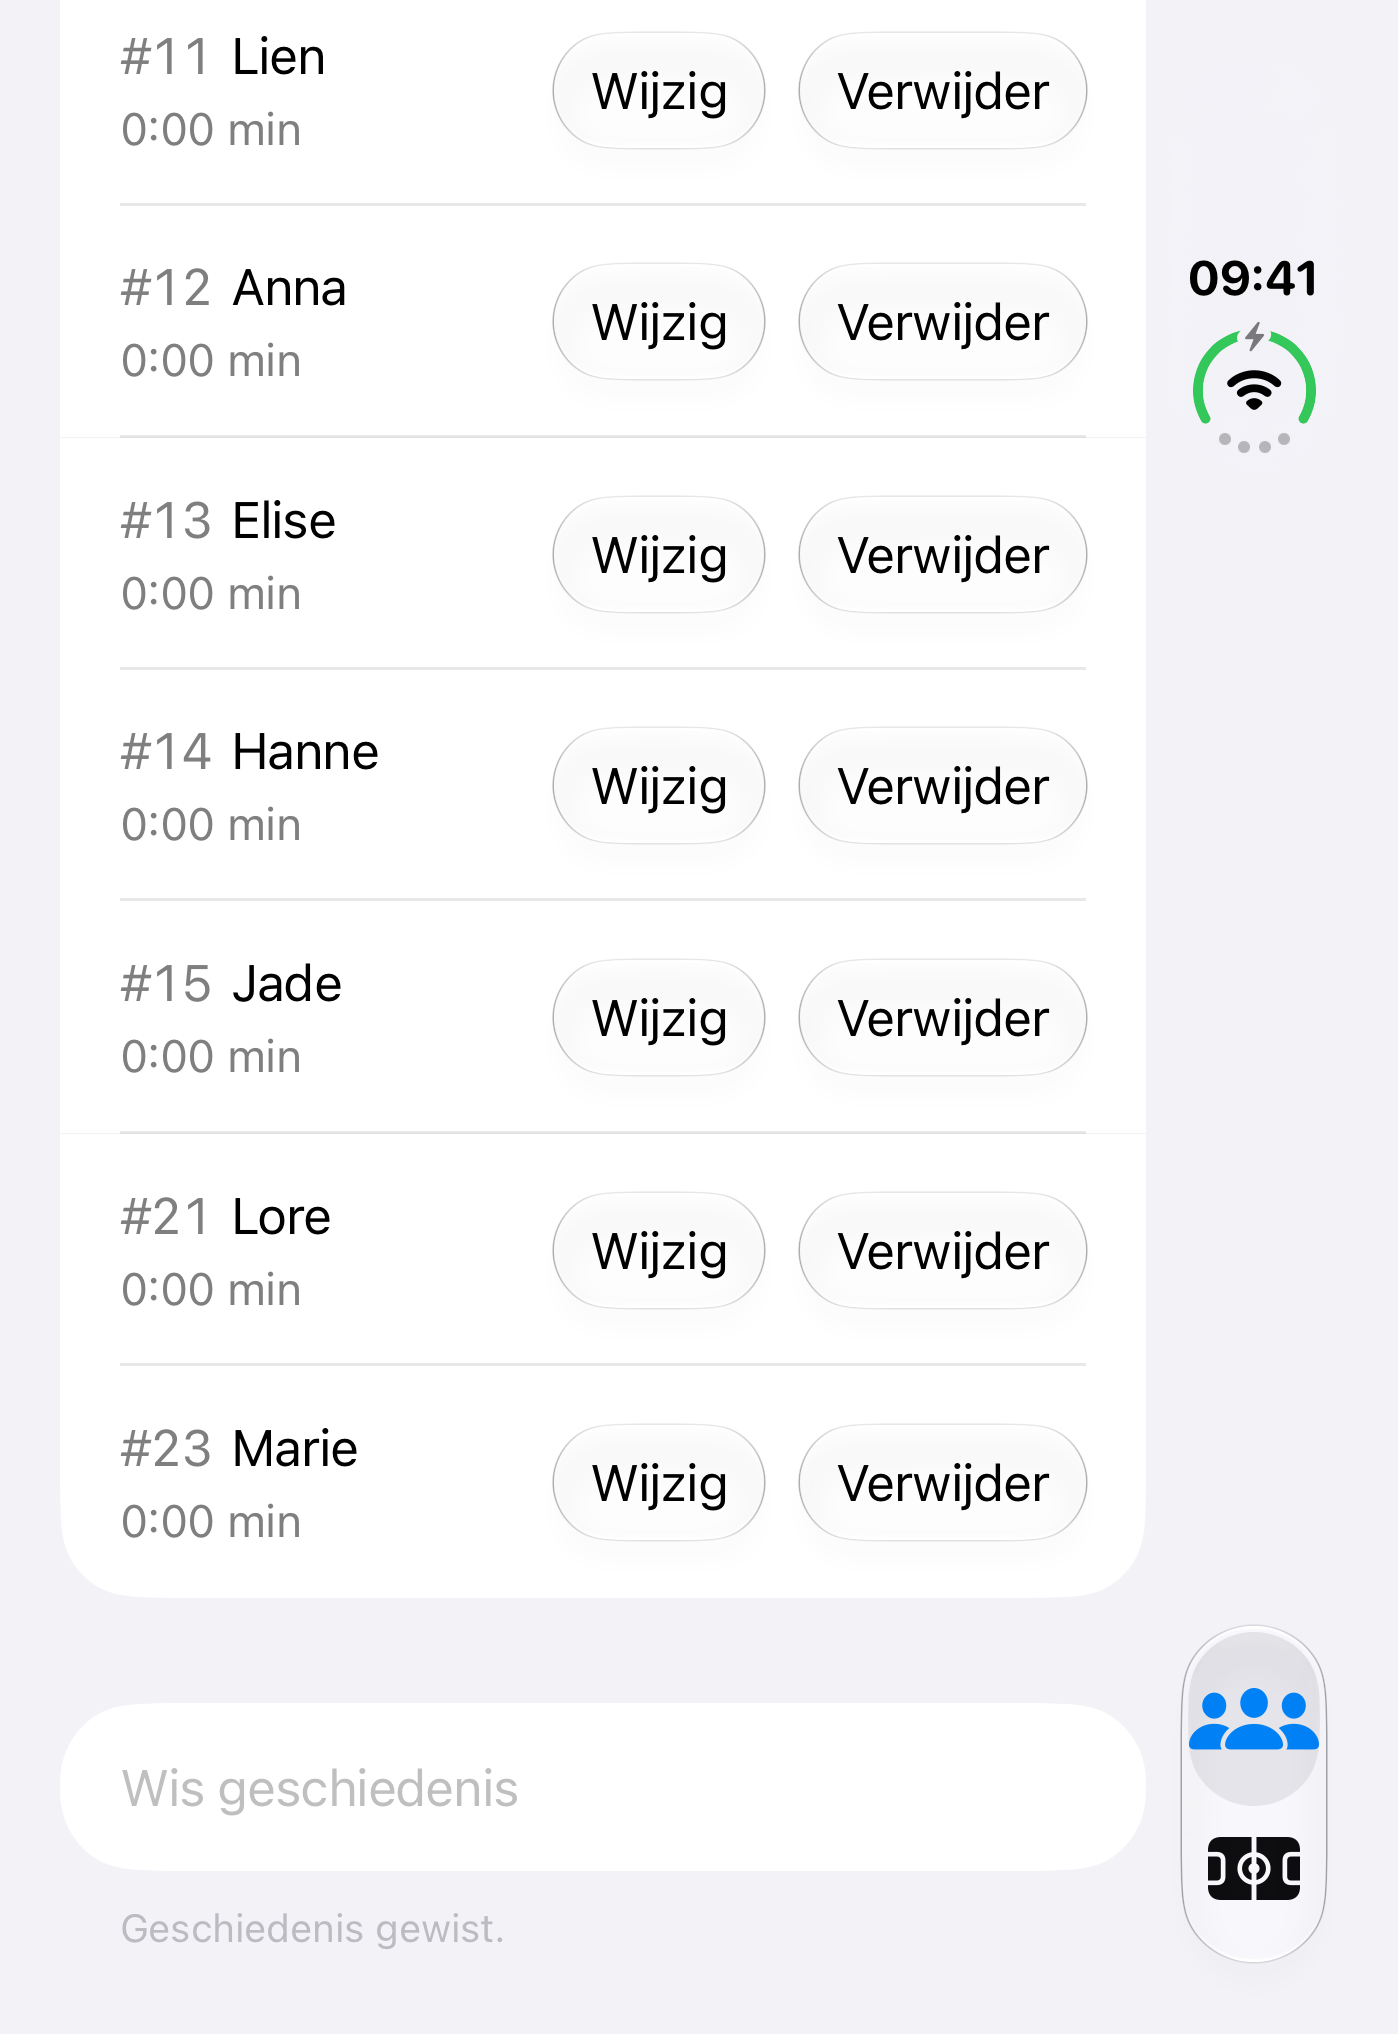 #11 Lien
0:00 min
Wijzig
Verwijder
#12 Anna
0:00 min
Wijzig
Verwijder
09:41
#13 Elise
0:00 min
Wijzig
Verwijder
#14 Hanne
0:00 min
Wijzig
Verwijder
#15 Jade
0:00 min
Wijzig
Verwijder
#21 Lore
0:00 min
Wijzig
Verwijder
#23 Marie
0:00 min
Wijzig
Verwijder
Wis geschiedenis
Geschiedenis gewist.